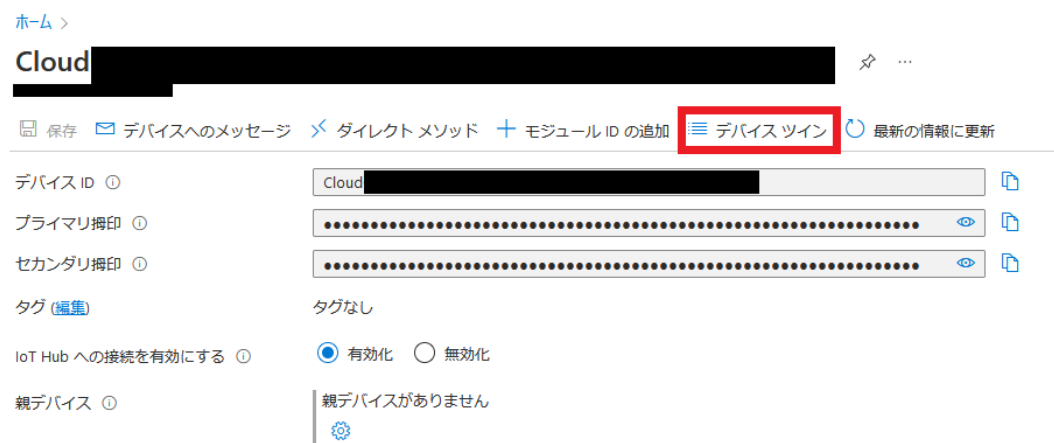 ホーム >
Cloud
保存 デバイスへのメッセージ ダイレクト メソッド モジュール ID の追加 デバイス ツイン 最新の情報に更新
デバイス ID Cloud
プライマリ拇印 ●●●●●●●●●●●●●●●●●●●●●●●●●●●●●●●●●●●●●●●●●●●●●●●●●●●●●●●●●●●●●●●●
セカンダリ拇印 ●●●●●●●●●●●●●●●●●●●●●●●●●●●●●●●●●●●●●●●●●●●●●●●●●●●●●●●●●●●●●●●●
タグ (編集) タグなし
IoT Hub への接続を有効にする 有効化 無効化
親デバイス 親デバイスがありません